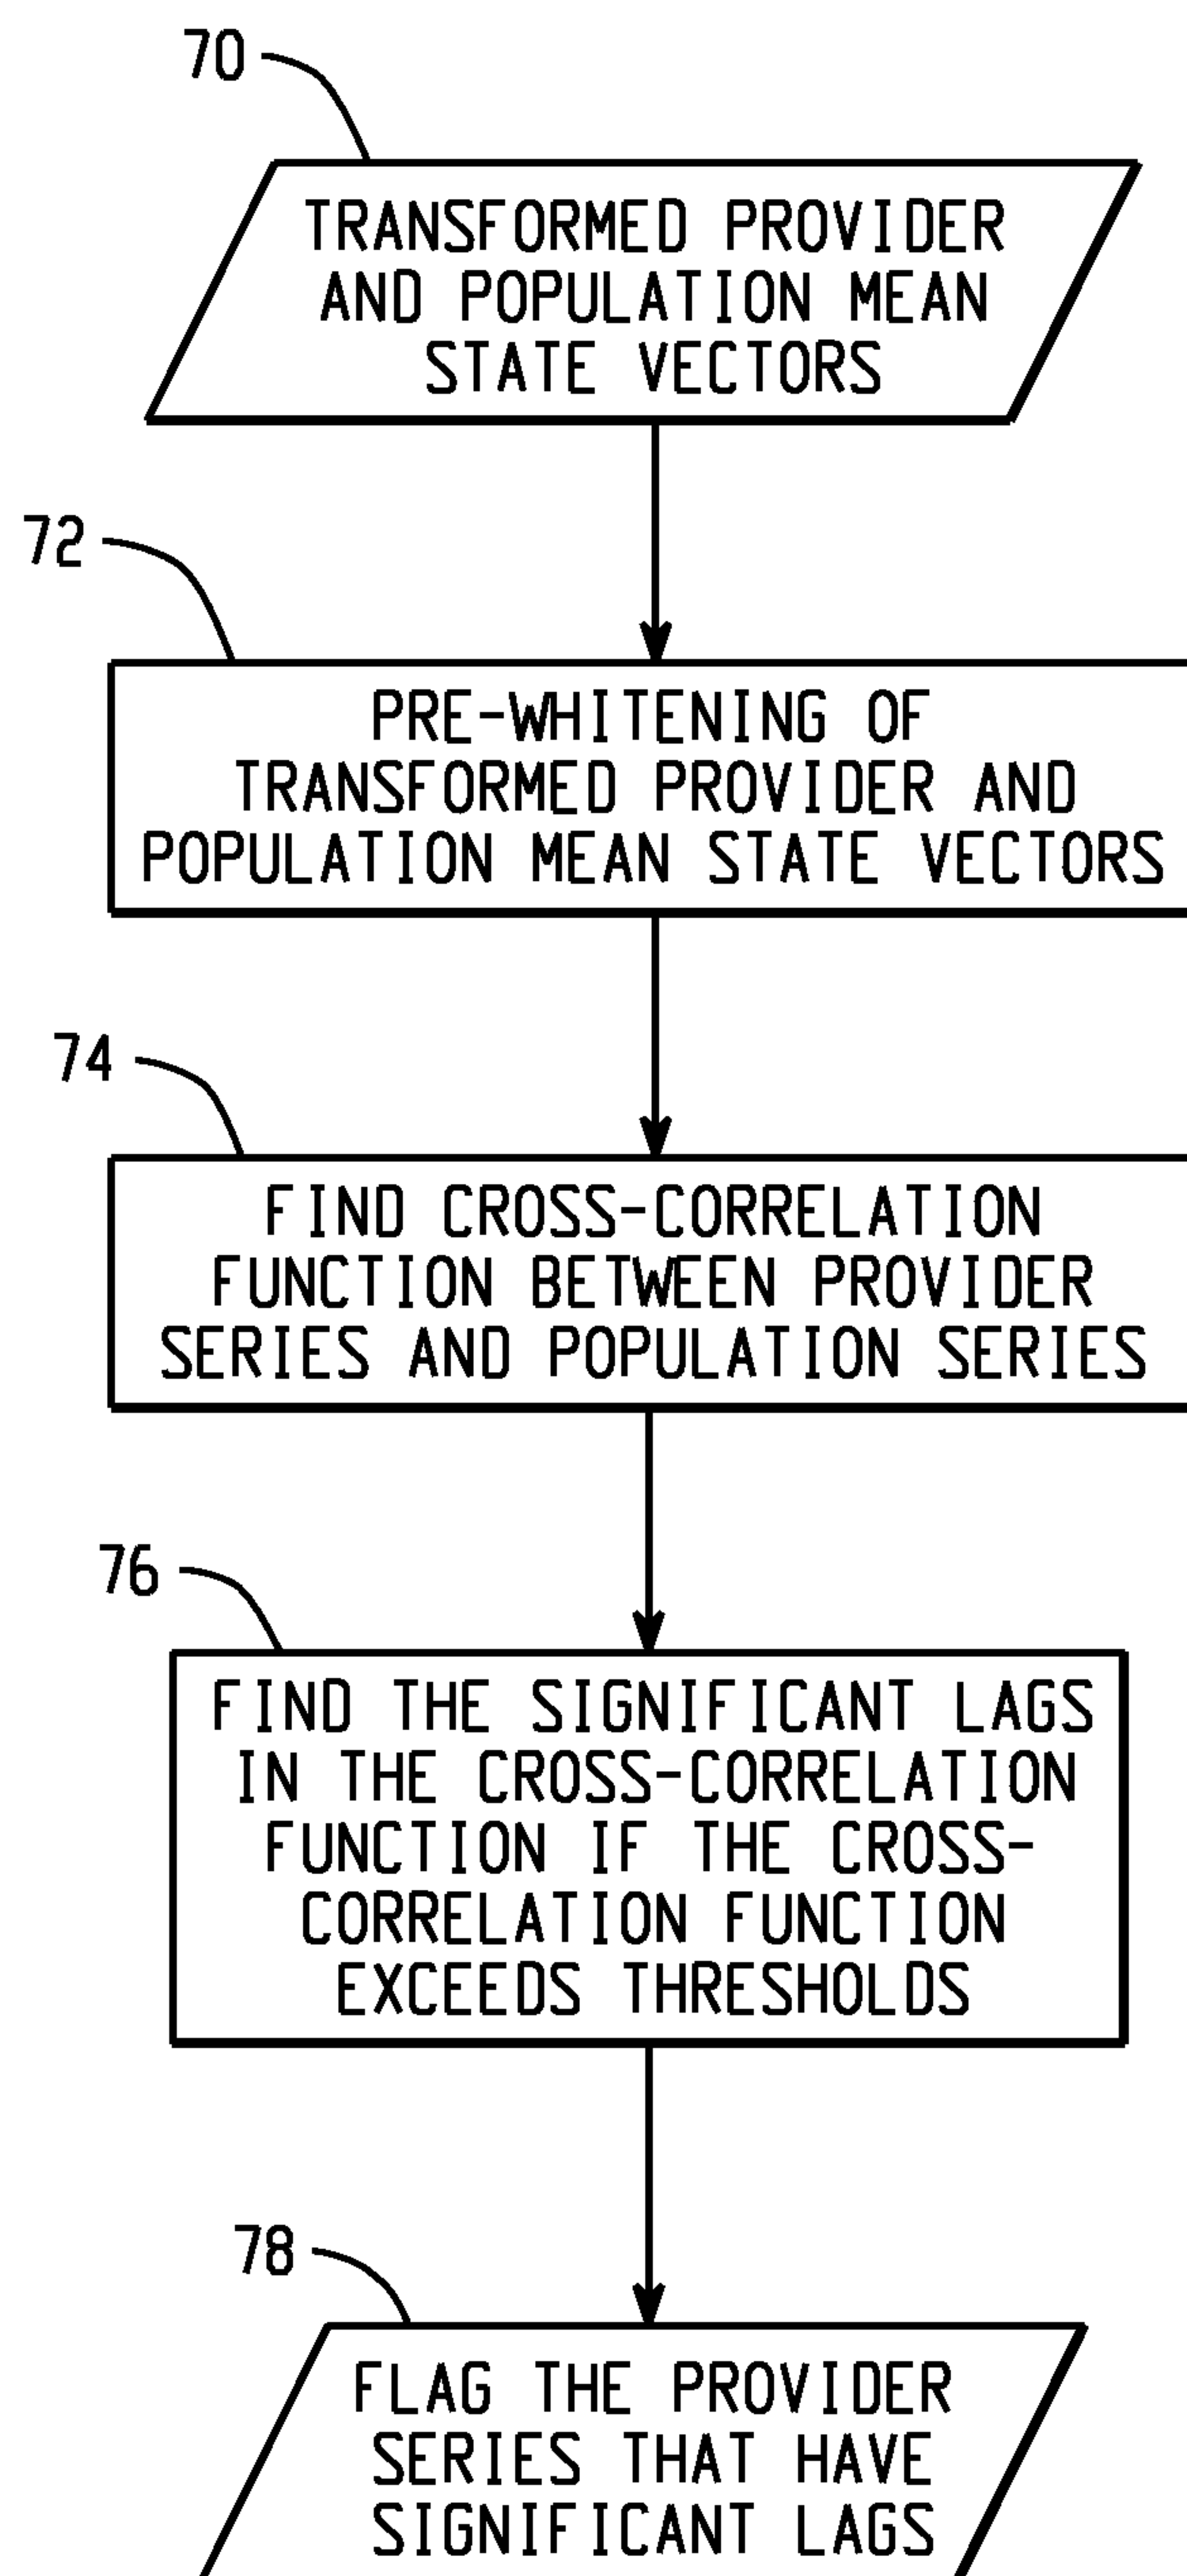 70
TRANSFORMED PROVIDER
AND POPULATION MEAN
STATE VECTORS
72
PRE-WHITENING OF
TRANSFORMED PROVIDER AND
POPULATION MEAN STATE VECTORS
74
FIND CROSS-CORRELATION
FUNCTION BETWEEN PROVIDER
SERIES AND POPULATION SERIES
76
FIND THE SIGNIFICANT LAGS
IN THE CROSS-CORRELATION
FUNCTION IF THE CROSS-
CORRELATION FUNCTION
EXCEEDS THRESHOLDS
78
FLAG THE PROVIDER
SERIES THAT HAVE
SIGNIFICANT LAGS